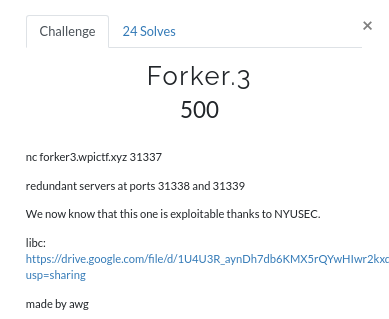 Challenge
24 Solves
×
Forker.3
500
nc forker3.wpictf.xyz 31337
redundant servers at ports 31338 and 31339
We now know that this one is exploitable thanks to NYUSEC.
libc:
https://drive.google.com/file/d/1U4U3R_aynDh7db6KMX5rQYwHIwr2kxc
usp=sharing
made by awg